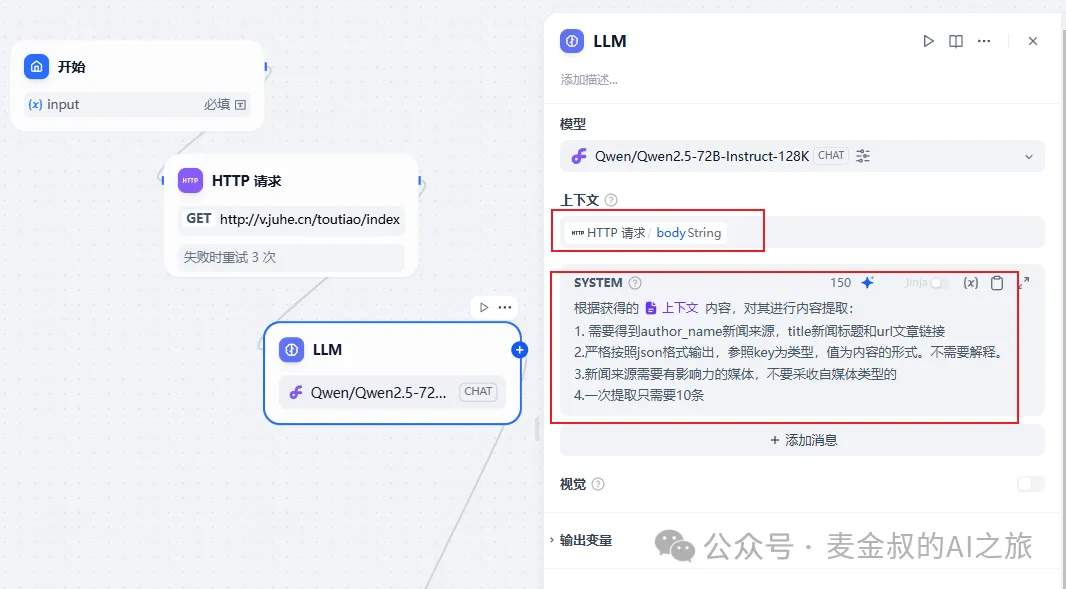 开始
(x) input 必填
HTTP 请求
GET http://v.juhe.cn/toutiao/index
失败时重试 3 次
LLM
Qwen/Qwen2.5-72... CHAT
LLM
添加描述...
模型
Qwen/Qwen2.5-72B-Instruct-128K CHAT
上下文
HTTP HTTP 请求 / body String
SYSTEM 150 Jinja (x)
根据获得的 上下文 内容，对其进行内容提取：
1. 需要得到author_name新闻来源，title新闻标题和url文章链接
2.严格按照json格式输出，参照key为类型，值为内容的形式。不需要解释。
3.新闻来源需要有影响力的媒体，不要采收自媒体类型的
4.一次提取只需要10条
+ 添加消息
视觉
输出变量
公众号 · 麦金叔的AI之旅